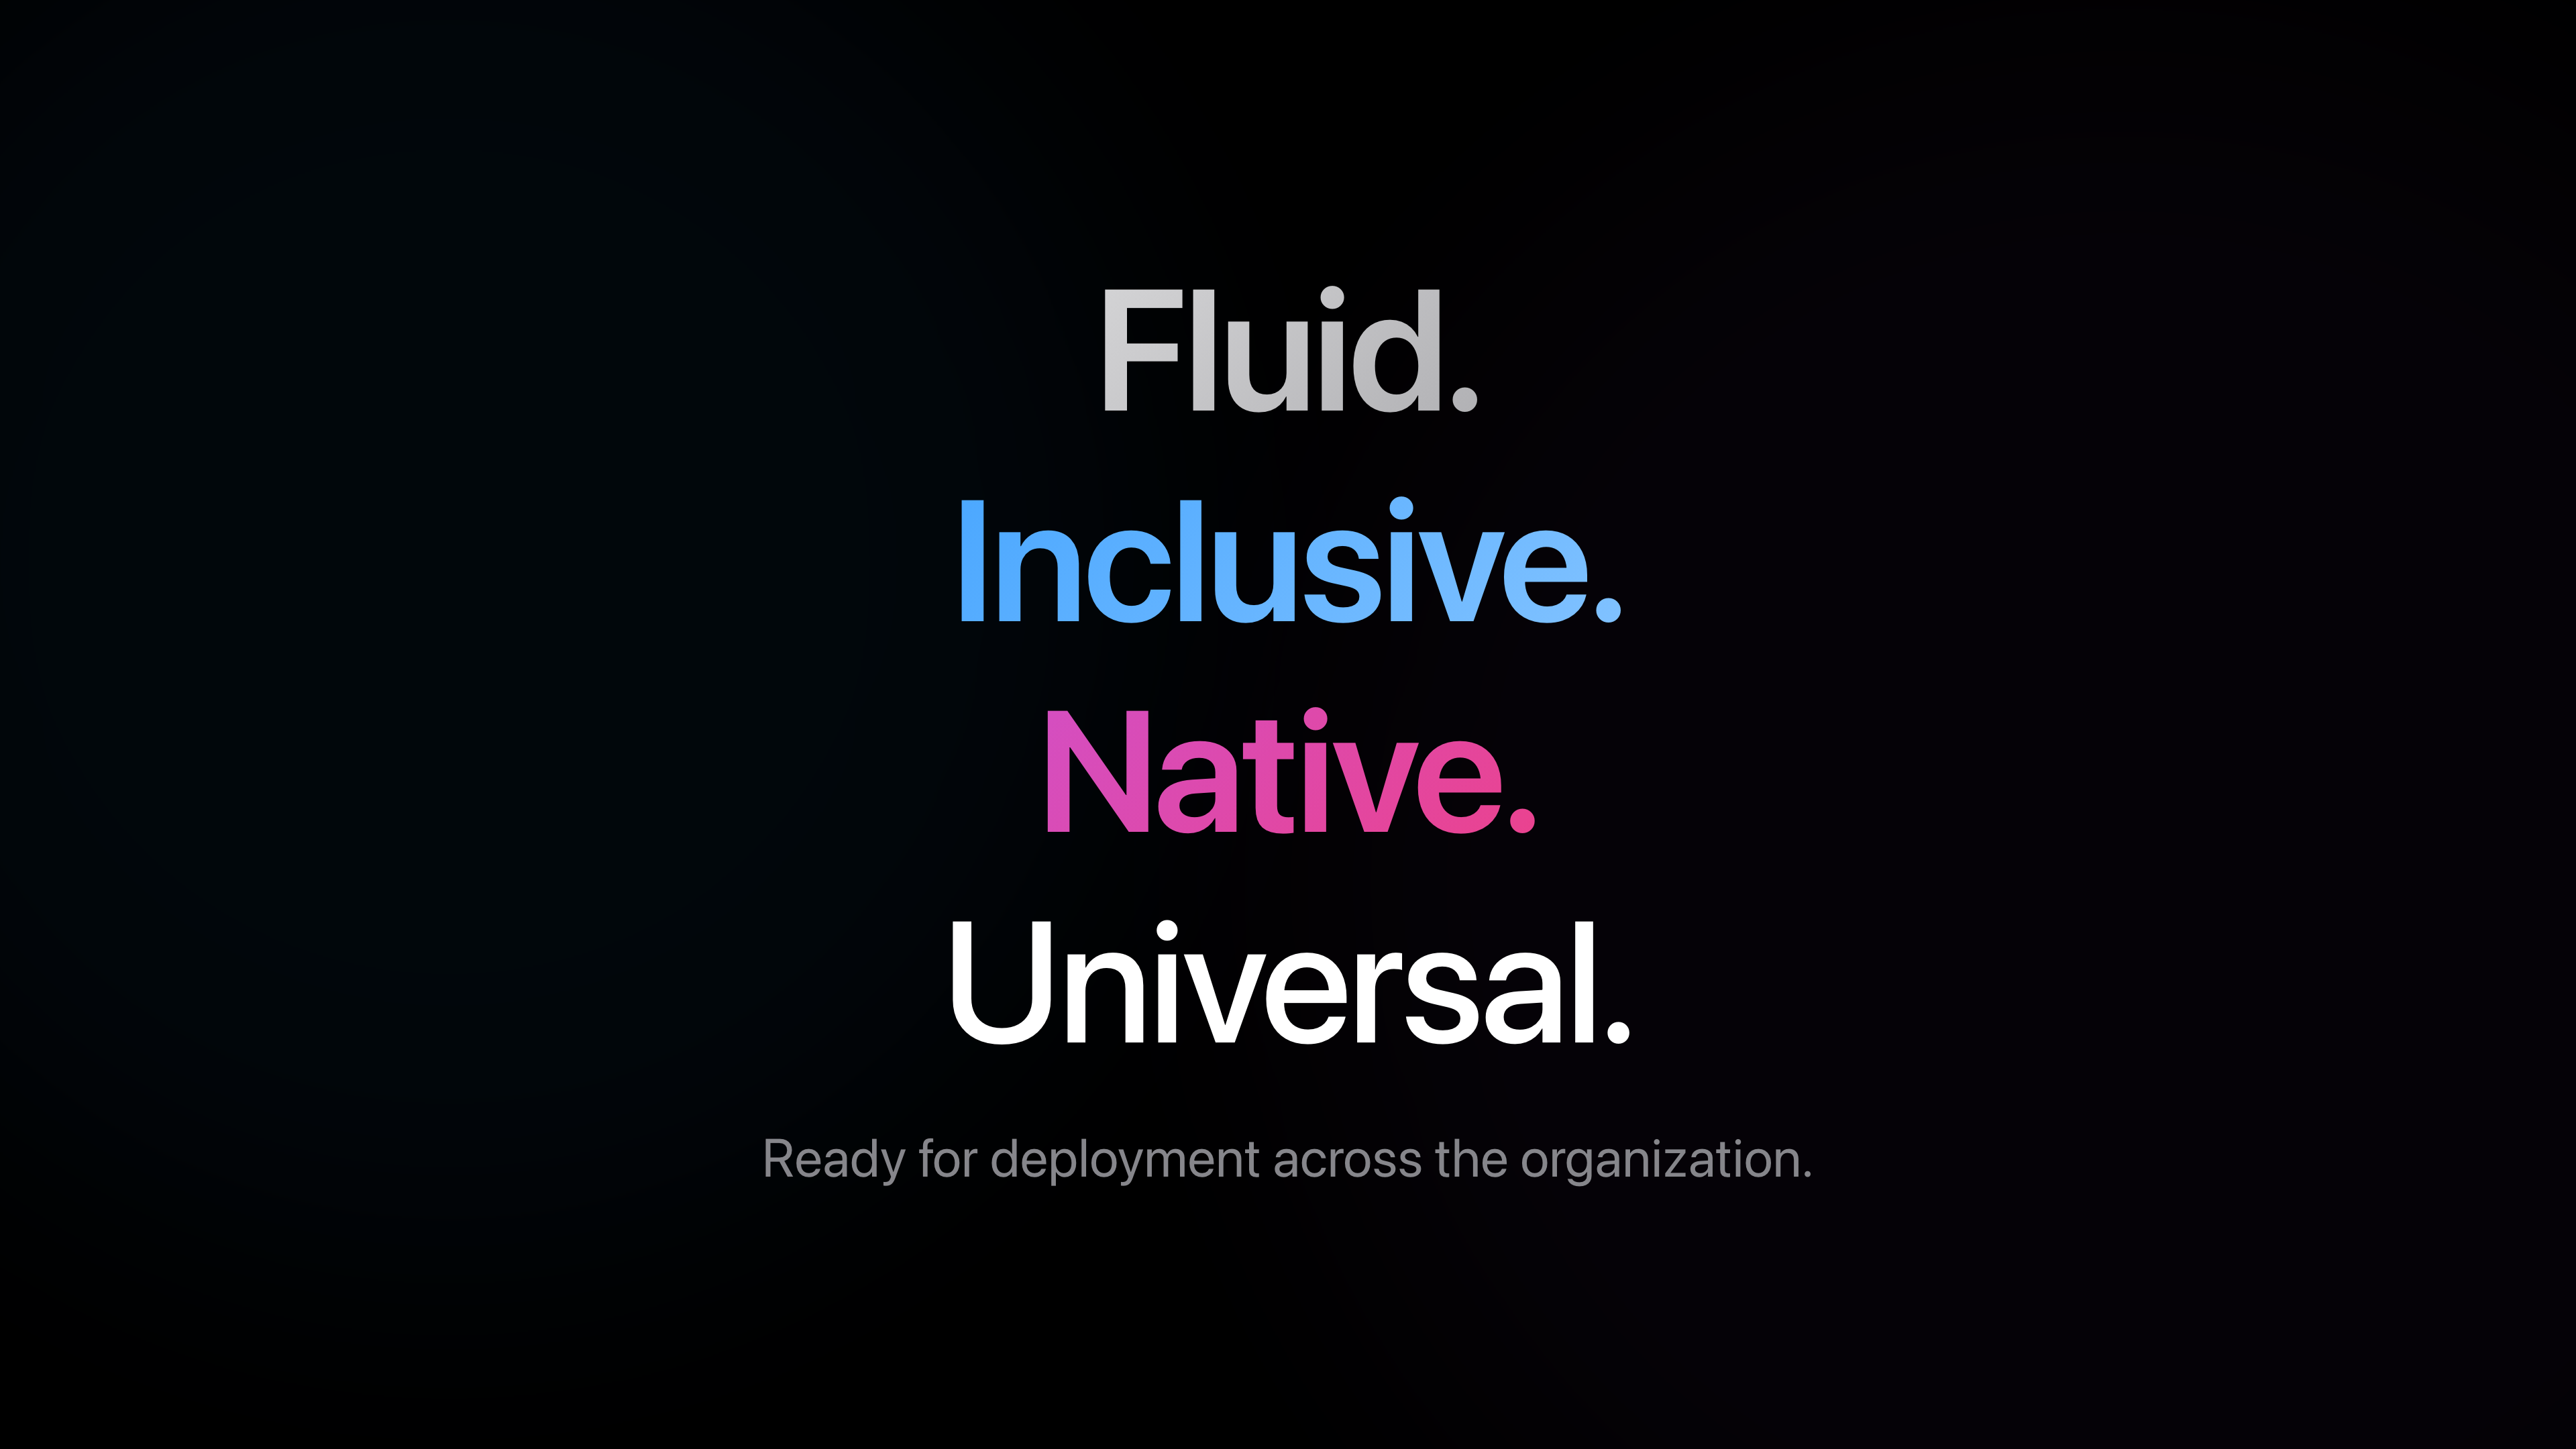 Fluid.
Inclusive.
Native.
Universal.
Ready for deployment across the organization.